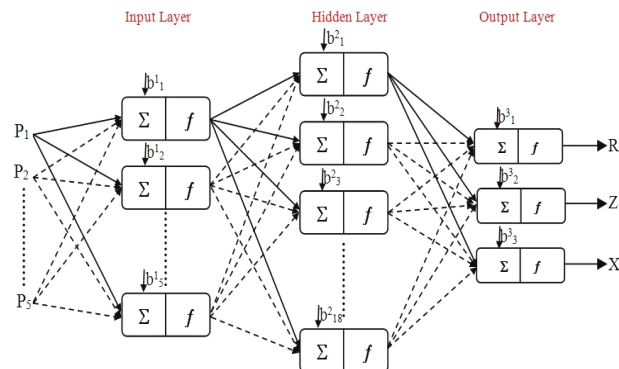 Input Layer
Hidden Layer
Output Layer
b¹₁
Σ f
b¹₂
Σ f
b¹₅
Σ f
P₁
P₂
P₅
b²₁
Σ f
b²₂
Σ f
b²₃
Σ f
b²₁₈
Σ f
b³₁
Σ f
R
b³₂
Σ f
Z
b³₃
Σ f
X